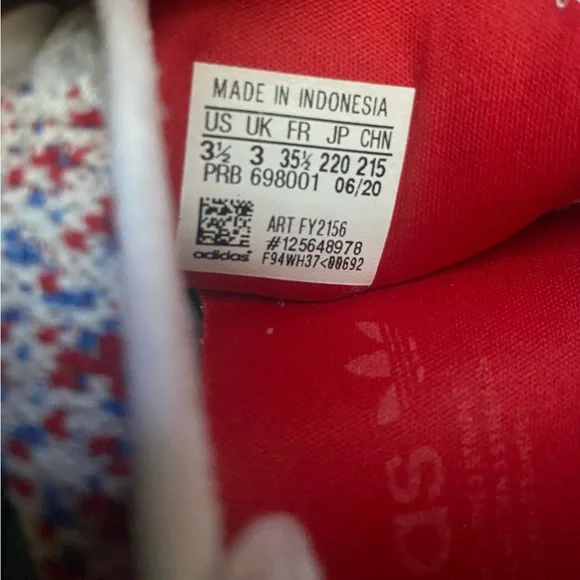 MADE IN INDONESIA
US UK FR JP CHN
3½ 3 35½ 220 215
PRB 698001 06/20
ART FY2156
#125648978
adidas F94WH37<00692